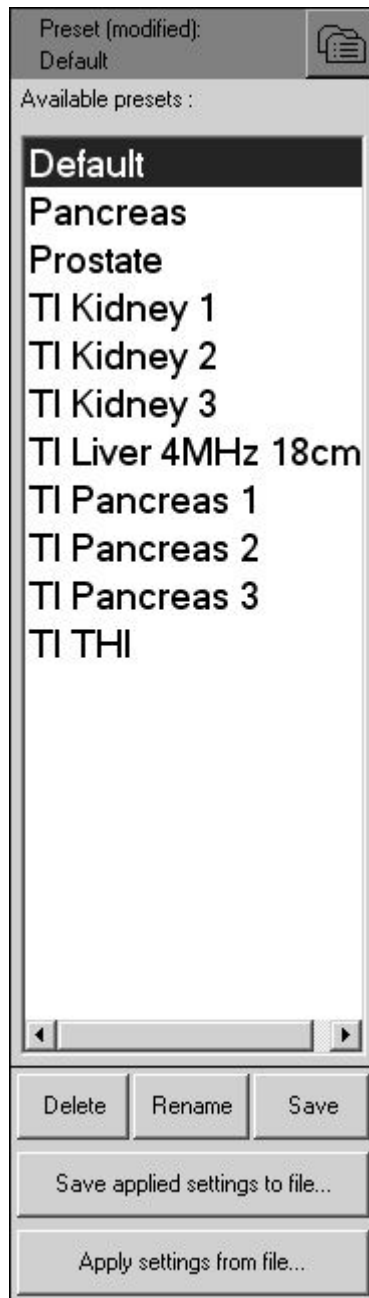 Preset (modified):
Default
Available presets :
Default
Pancreas
Prostate
TI Kidney 1
TI Kidney 2
TI Kidney 3
TI Liver 4MHz 18cm
TI Pancreas 1
TI Pancreas 2
TI Pancreas 3
TI THI
Delete Rename Save
Save applied settings to file...
Apply settings from file...